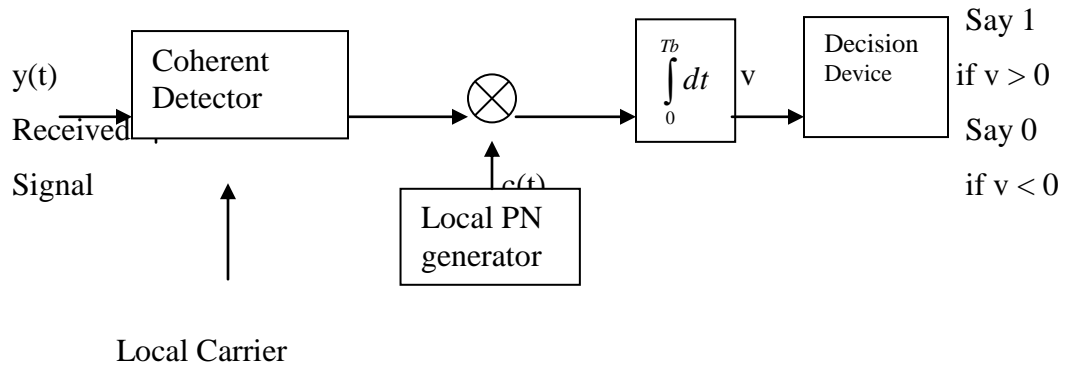 y(t)
Received
Signal
Coherent
Detector
Local Carrier
c(t)
Local PN
generator
Tb
∫ dt
0
v
Decision
Device
Say 1
if v > 0
Say 0
if v < 0